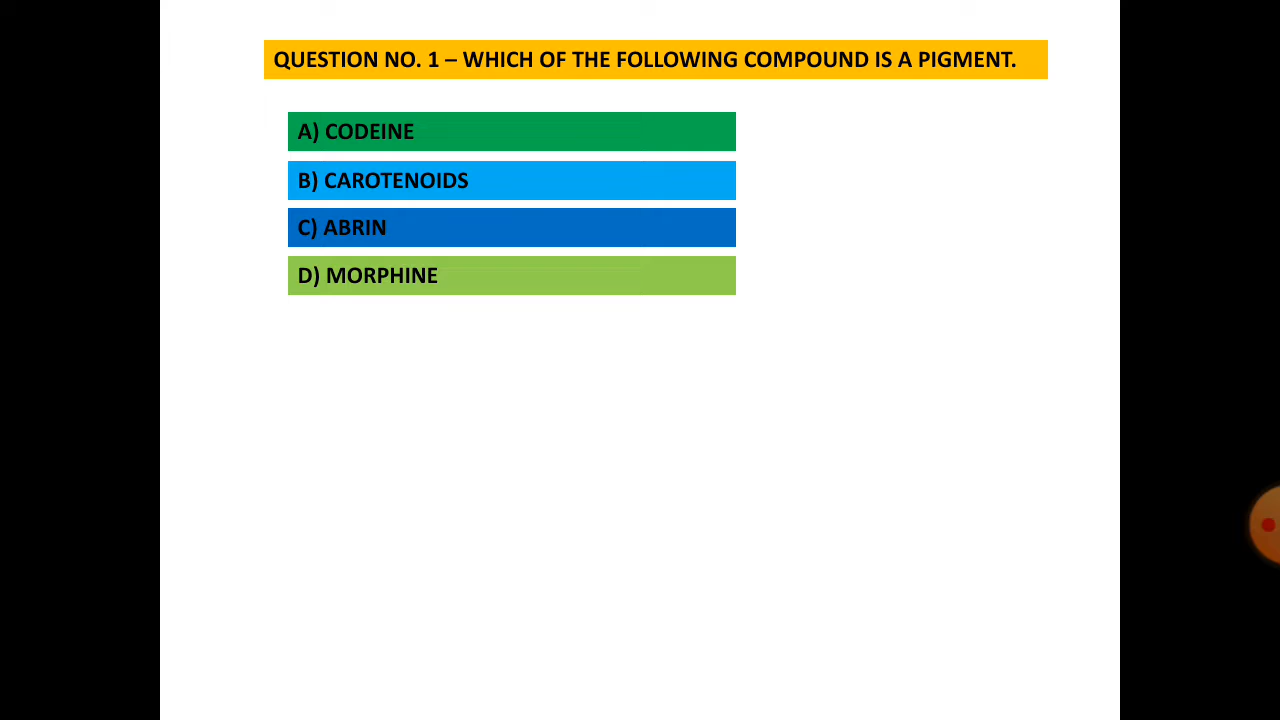 QUESTION NO. 1 – WHICH OF THE FOLLOWING COMPOUND IS A PIGMENT.
A) CODEINE
B) CAROTENOIDS
C) ABRIN
D) MORPHINE